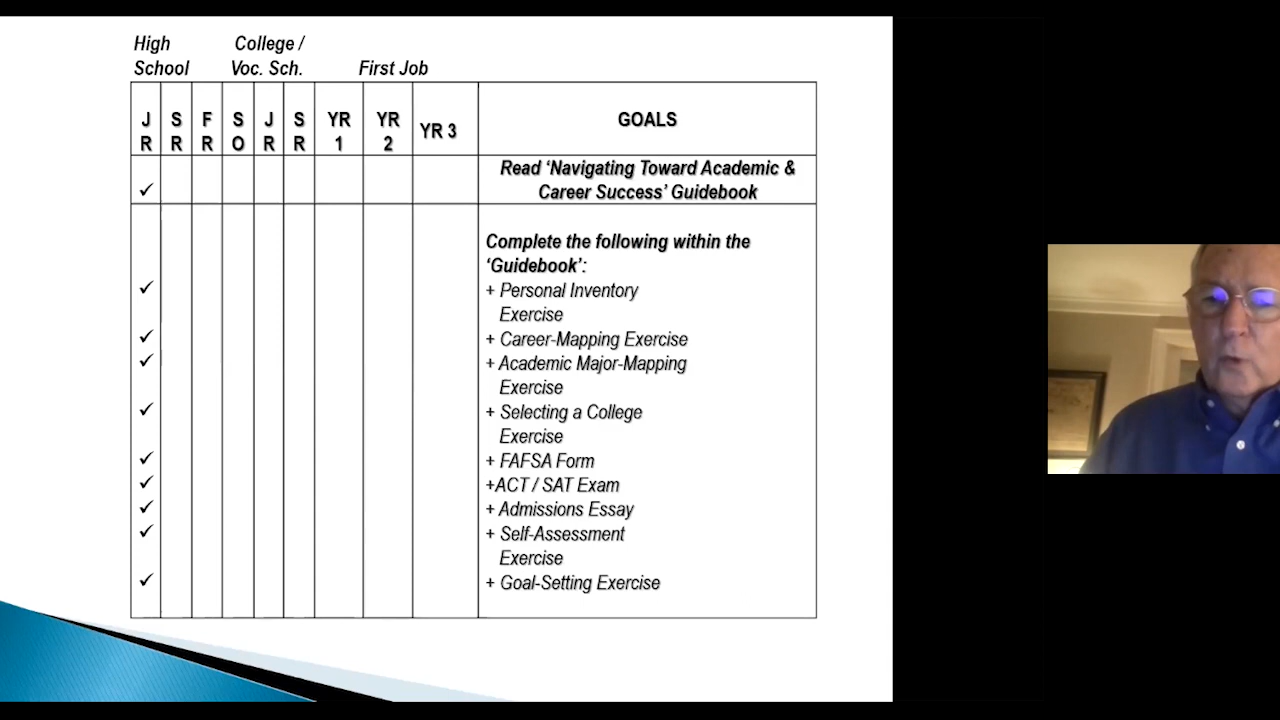 High College /
School Voc. Sch. First Job
J S F S J S YR YR YR 3 GOALS
R R R O R R 1 2
Read ‘Navigating Toward Academic &
✓ Career Success’ Guidebook
Complete the following within the
‘Guidebook’:
✓ + Personal Inventory
Exercise
✓ + Career-Mapping Exercise
✓ + Academic Major-Mapping
Exercise
✓ + Selecting a College
Exercise
✓ + FAFSA Form
✓ +ACT / SAT Exam
✓ + Admissions Essay
✓ + Self-Assessment
Exercise
✓ + Goal-Setting Exercise